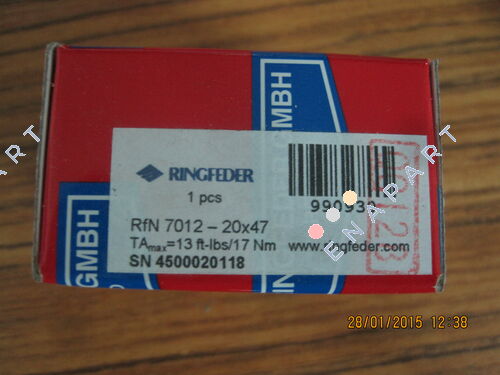 RINGFEDER
1 pcs
RfN 7012 – 20x47
TAmax=13 ft-lbs/17 Nm www.ringfeder.com
SN 4500020118
GMBH
GMBH
ENAPART
ENAPART
28/01/2015 12:38